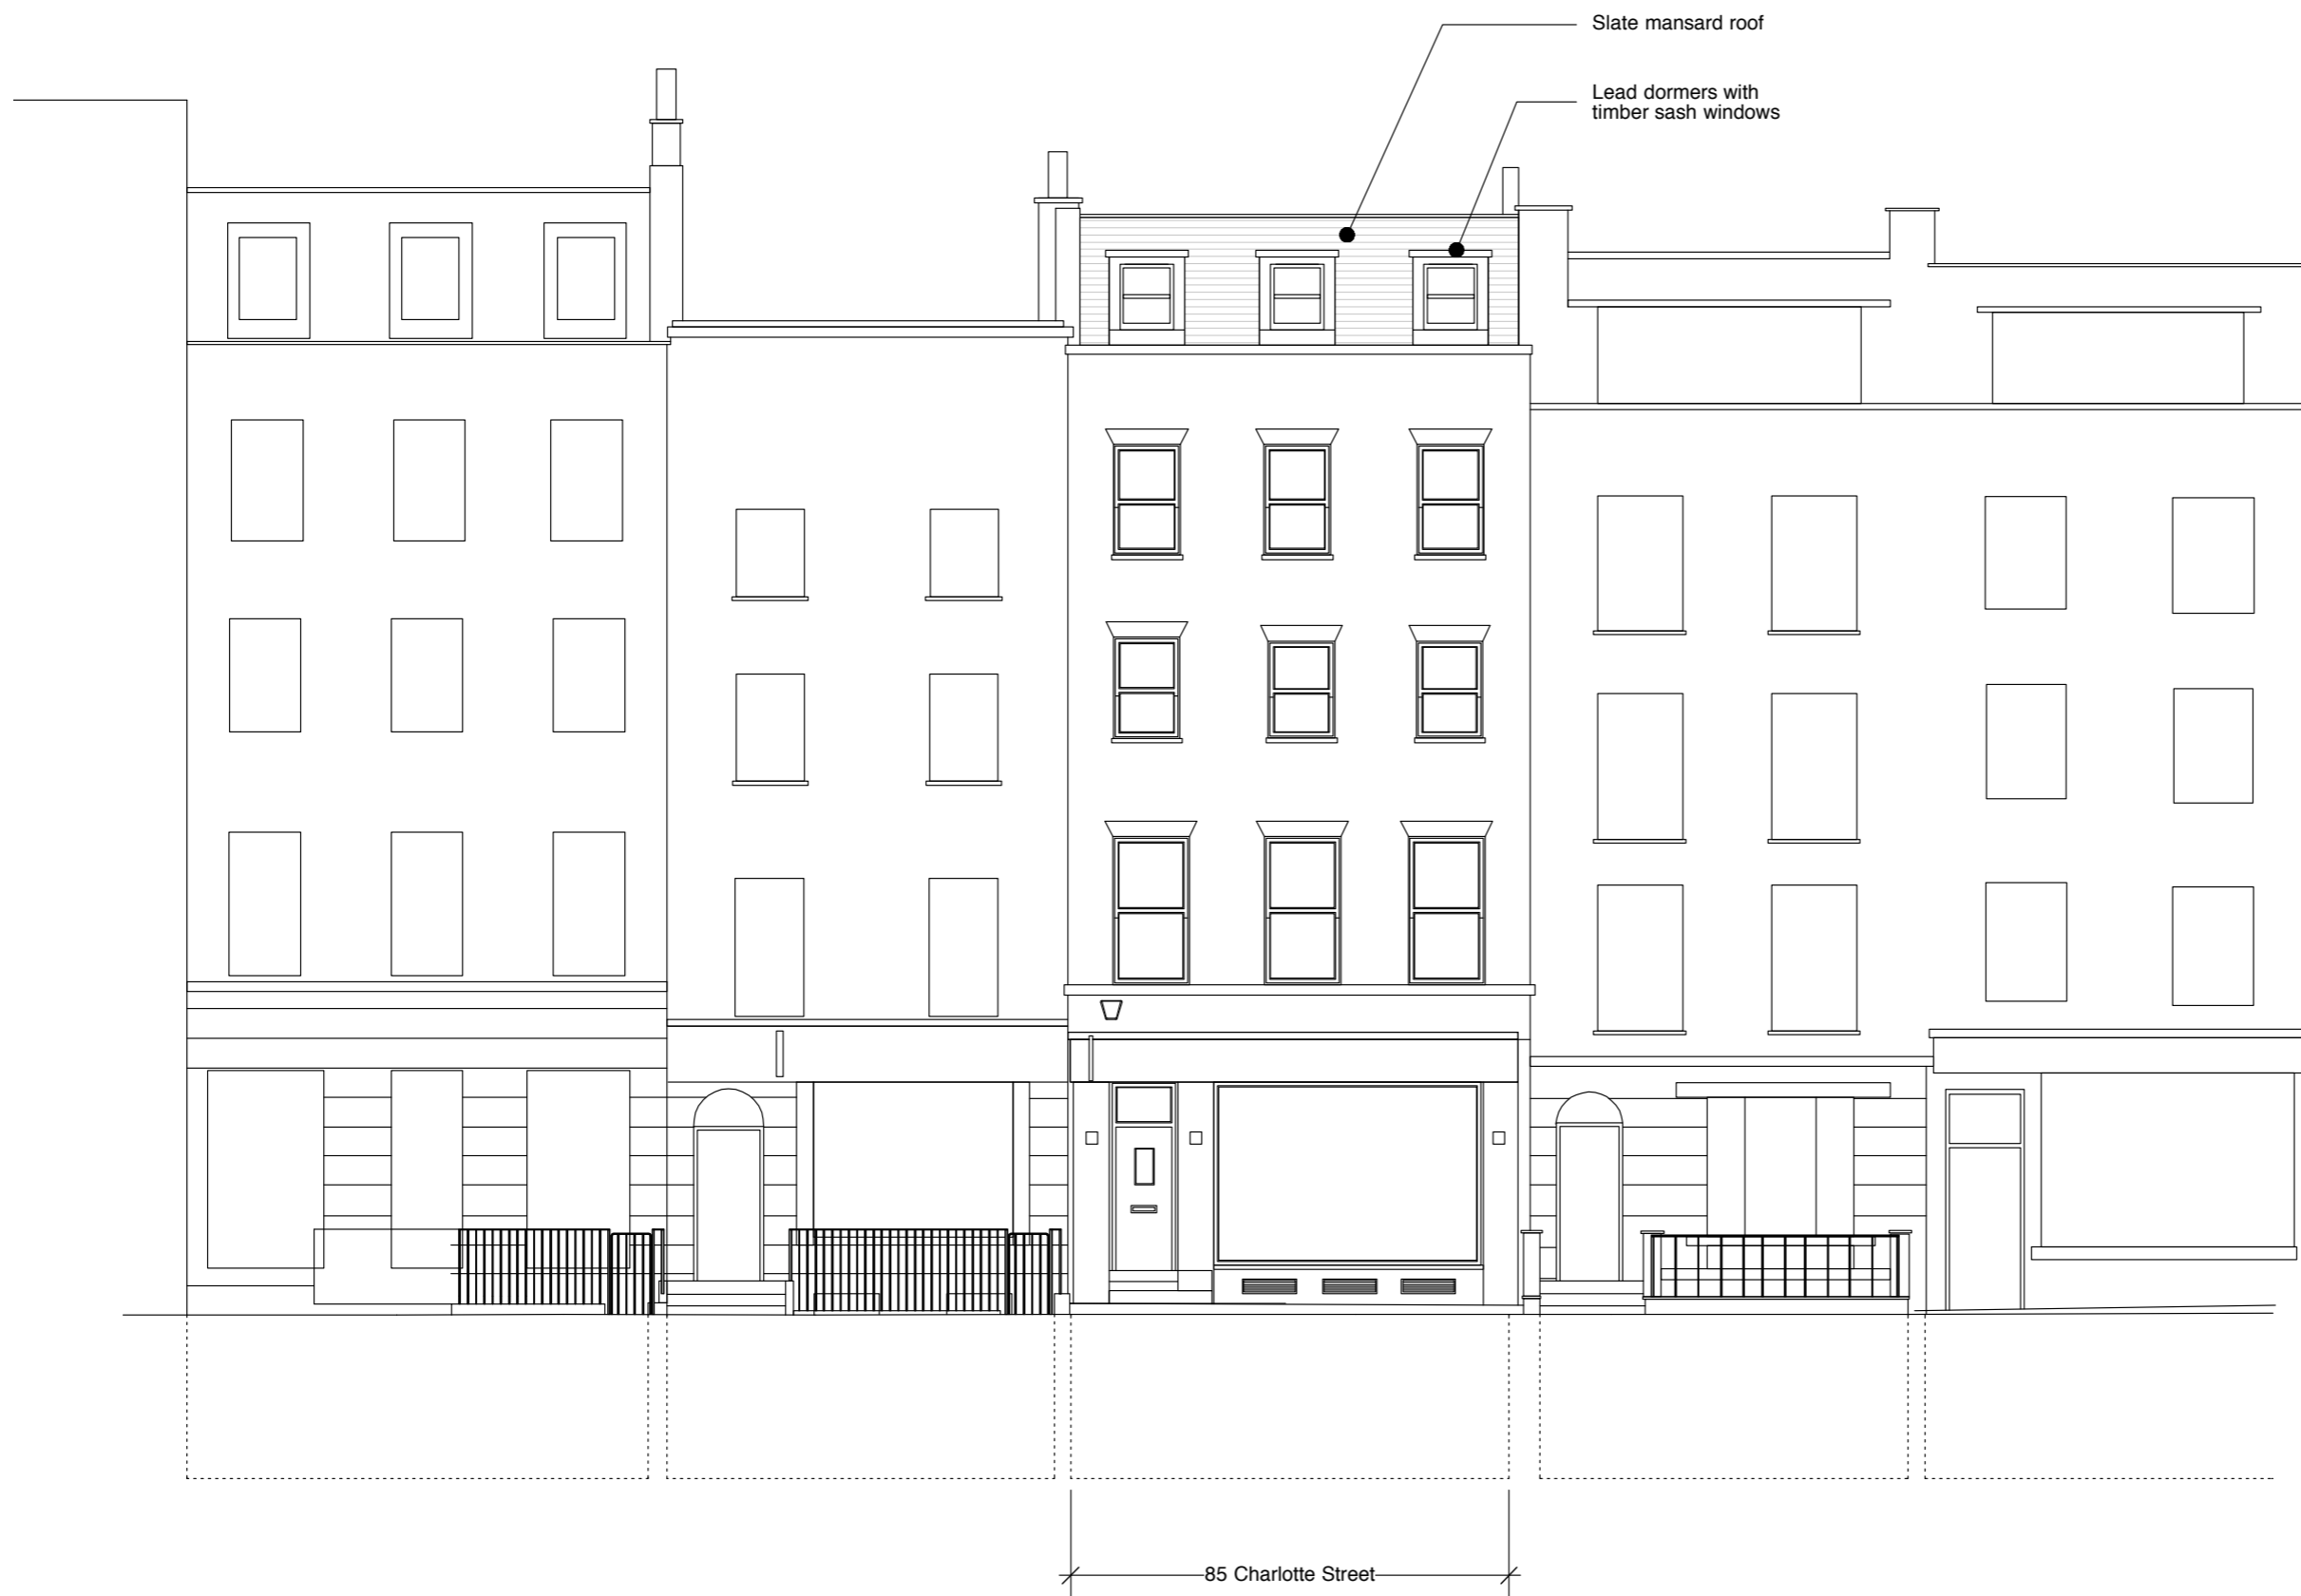 Slate mansard roof
Lead dormers with
timber sash windows
85 Charlotte Street